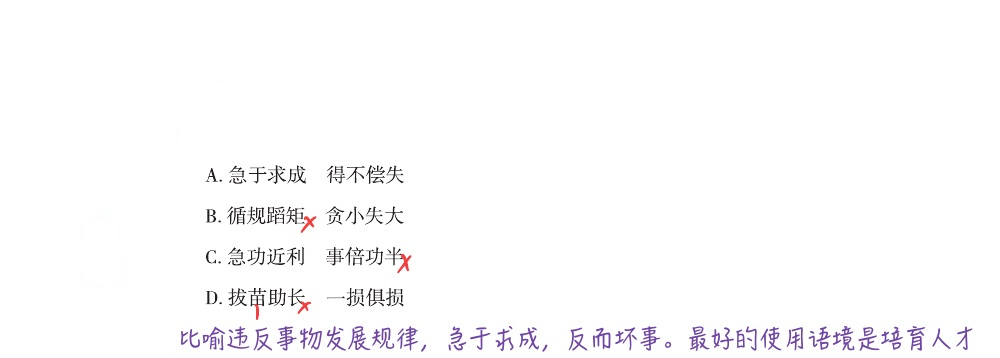 A. 急于求成 得不偿失
B. 循规蹈矩 贪小失大
C. 急功近利 事倍功半
D. 拔苗助长 一损俱损
比喻违反事物发展规律，急于求成，反而坏事。最好的使用语境是培育人才